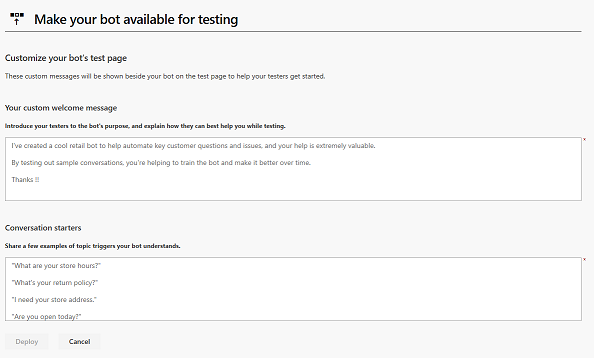 Make your bot available for testing
Customize your bot's test page
These custom messages will be shown beside your bot on the test page to help your testers get started.
Your custom welcome message
Introduce your testers to the bot's purpose, and explain how they can best help you while testing.
I've created a cool retail bot to help automate key customer questions and issues, and your help is extremely valuable.
By testing out sample conversations, you're helping to train the bot and make it better over time.
Thanks !!
Conversation starters
Share a few examples of topic triggers your bot understands.
"What are your store hours?"
"What's your return policy?"
"I need your store address."
"Are you open today?"
Deploy Cancel